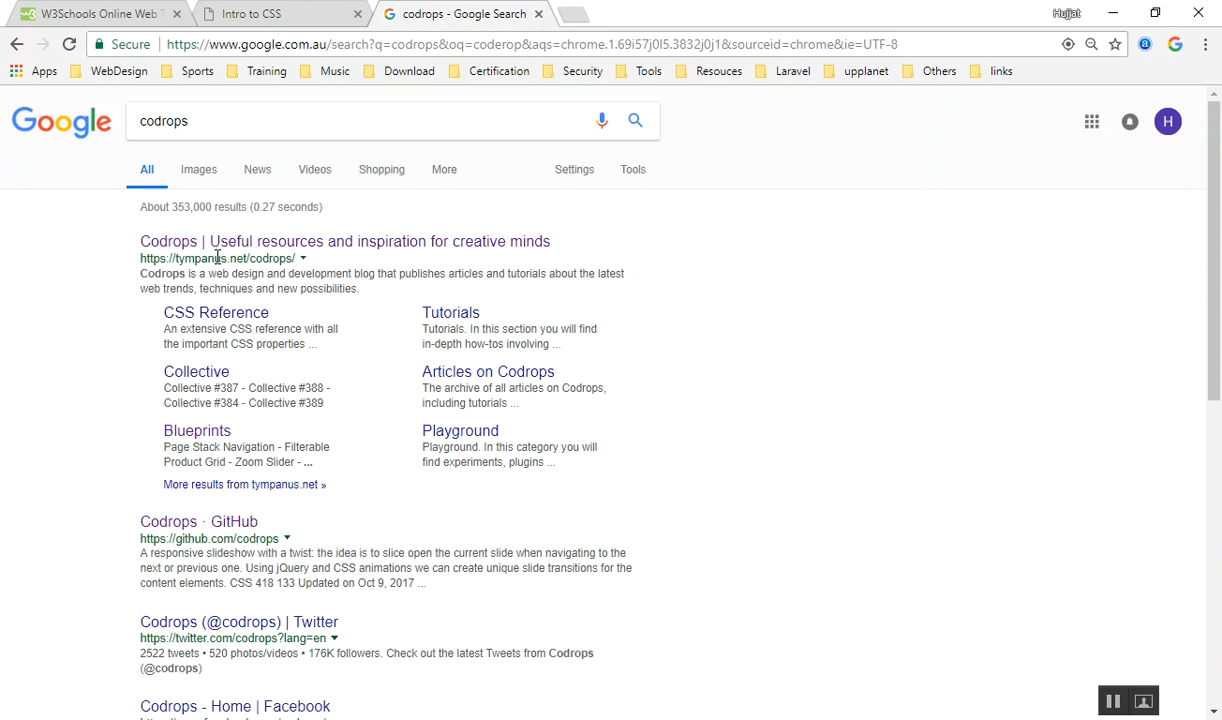 W3Schools Online Web T
Intro to CSS
codrops - Google Search
Hujjat
Secure
https://www.google.com.au/search?q=codrops&oq=coderop&aqs=chrome.1.69i57j0l5.3832j0j1&sourceid=chrome&ie=UTF-8
Apps WebDesign Sports Training Music Download Certification Security Tools Resouces Laravel upplanet Others links
Google
codrops
H
All Images News Videos Shopping More Settings Tools
About 353,000 results (0.27 seconds)
Codrops | Useful resources and inspiration for creative minds
https://tympanus.net/codrops/
Codrops is a web design and development blog that publishes articles and tutorials about the latest
web trends, techniques and new possibilities.
CSS Reference
An extensive CSS reference with all
the important CSS properties ...
Tutorials
Tutorials. In this section you will find
in-depth how-tos involving ...
Collective
Collective #387 - Collective #388 -
Collective #384 - Collective #389
Articles on Codrops
The archive of all articles on Codrops,
including tutorials ...
Blueprints
Page Stack Navigation - Filterable
Product Grid - Zoom Slider - ...
Playground
Playground. In this category you will
find experiments, plugins ...
More results from tympanus.net »
Codrops · GitHub
https://github.com/codrops
A responsive slideshow with a twist: the idea is to slice open the current slide when navigating to the
next or previous one. Using jQuery and CSS animations we can create unique slide transitions for the
content elements. CSS 418 133 Updated on Oct 9, 2017 ...
Codrops (@codrops) | Twitter
https://twitter.com/codrops?lang=en
2522 tweets • 520 photos/videos • 176K followers. Check out the latest Tweets from Codrops
(@codrops)
Codrops - Home | Facebook